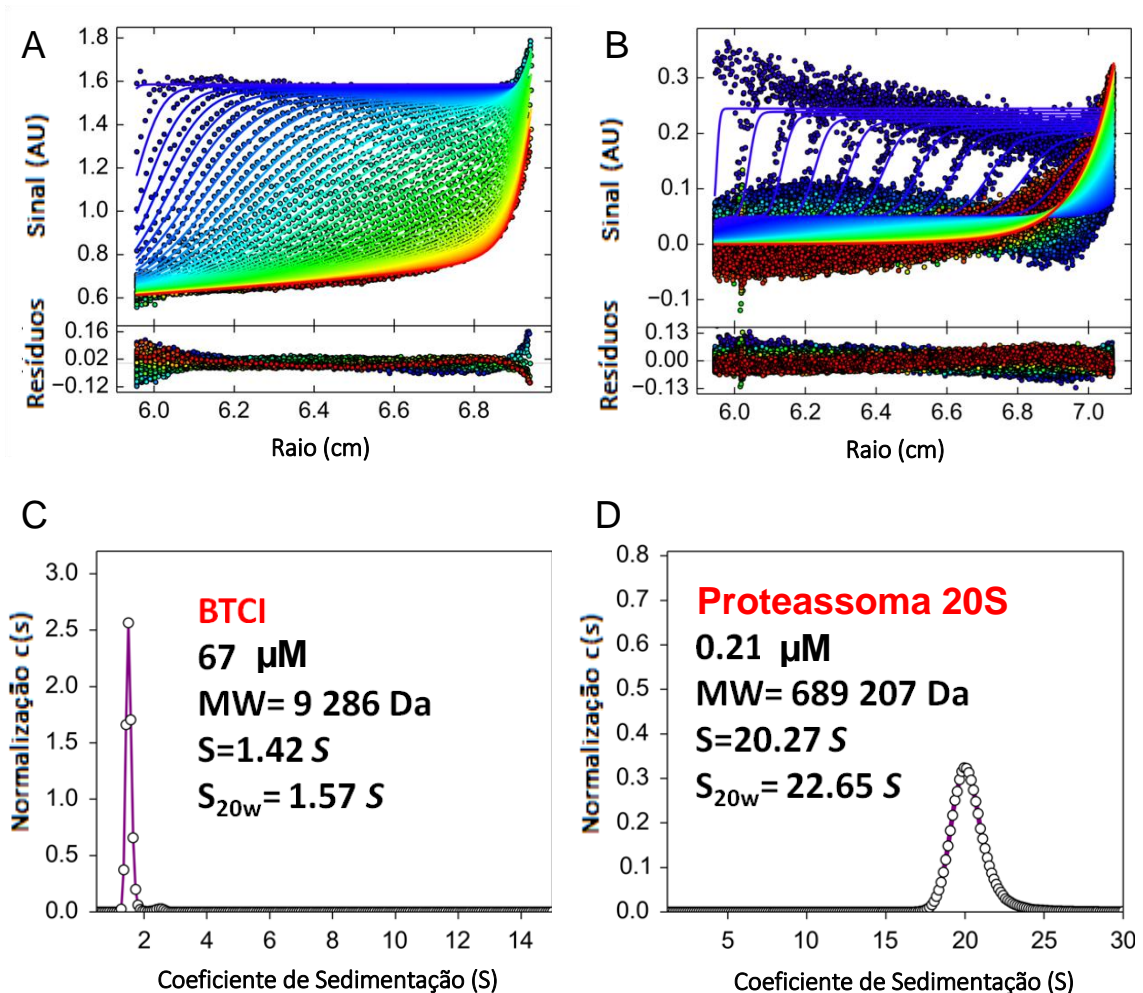 A
Sinal (AU)
1.8
1.6
1.4
1.2
1.0
0.8
0.6
Resíduos
0.16
0.02
−0.12
6.0 6.2 6.4 6.6 6.8
Raio (cm)
B
Sinal (AU)
0.3
0.2
0.1
0.0
−0.1
Resíduos
0.13
0.00
−0.13
6.0 6.2 6.4 6.6 6.8 7.0
Raio (cm)
C
Normalização c(s)
3.0
2.5
2.0
1.5
1.0
0.5
0.0
BTCI
67 µM
MW= 9 286 Da
S=1.42 S
S20w= 1.57 S
2 4 6 8 10 12 14
Coeficiente de Sedimentação (S)
D
Normalização c(s)
0.8
0.7
0.6
0.5
0.4
0.3
0.2
0.1
0.0
Proteassoma 20S
0.21 µM
MW= 689 207 Da
S=20.27 S
S20w= 22.65 S
5 10 15 20 25 30
Coeficiente de Sedimentação (S)